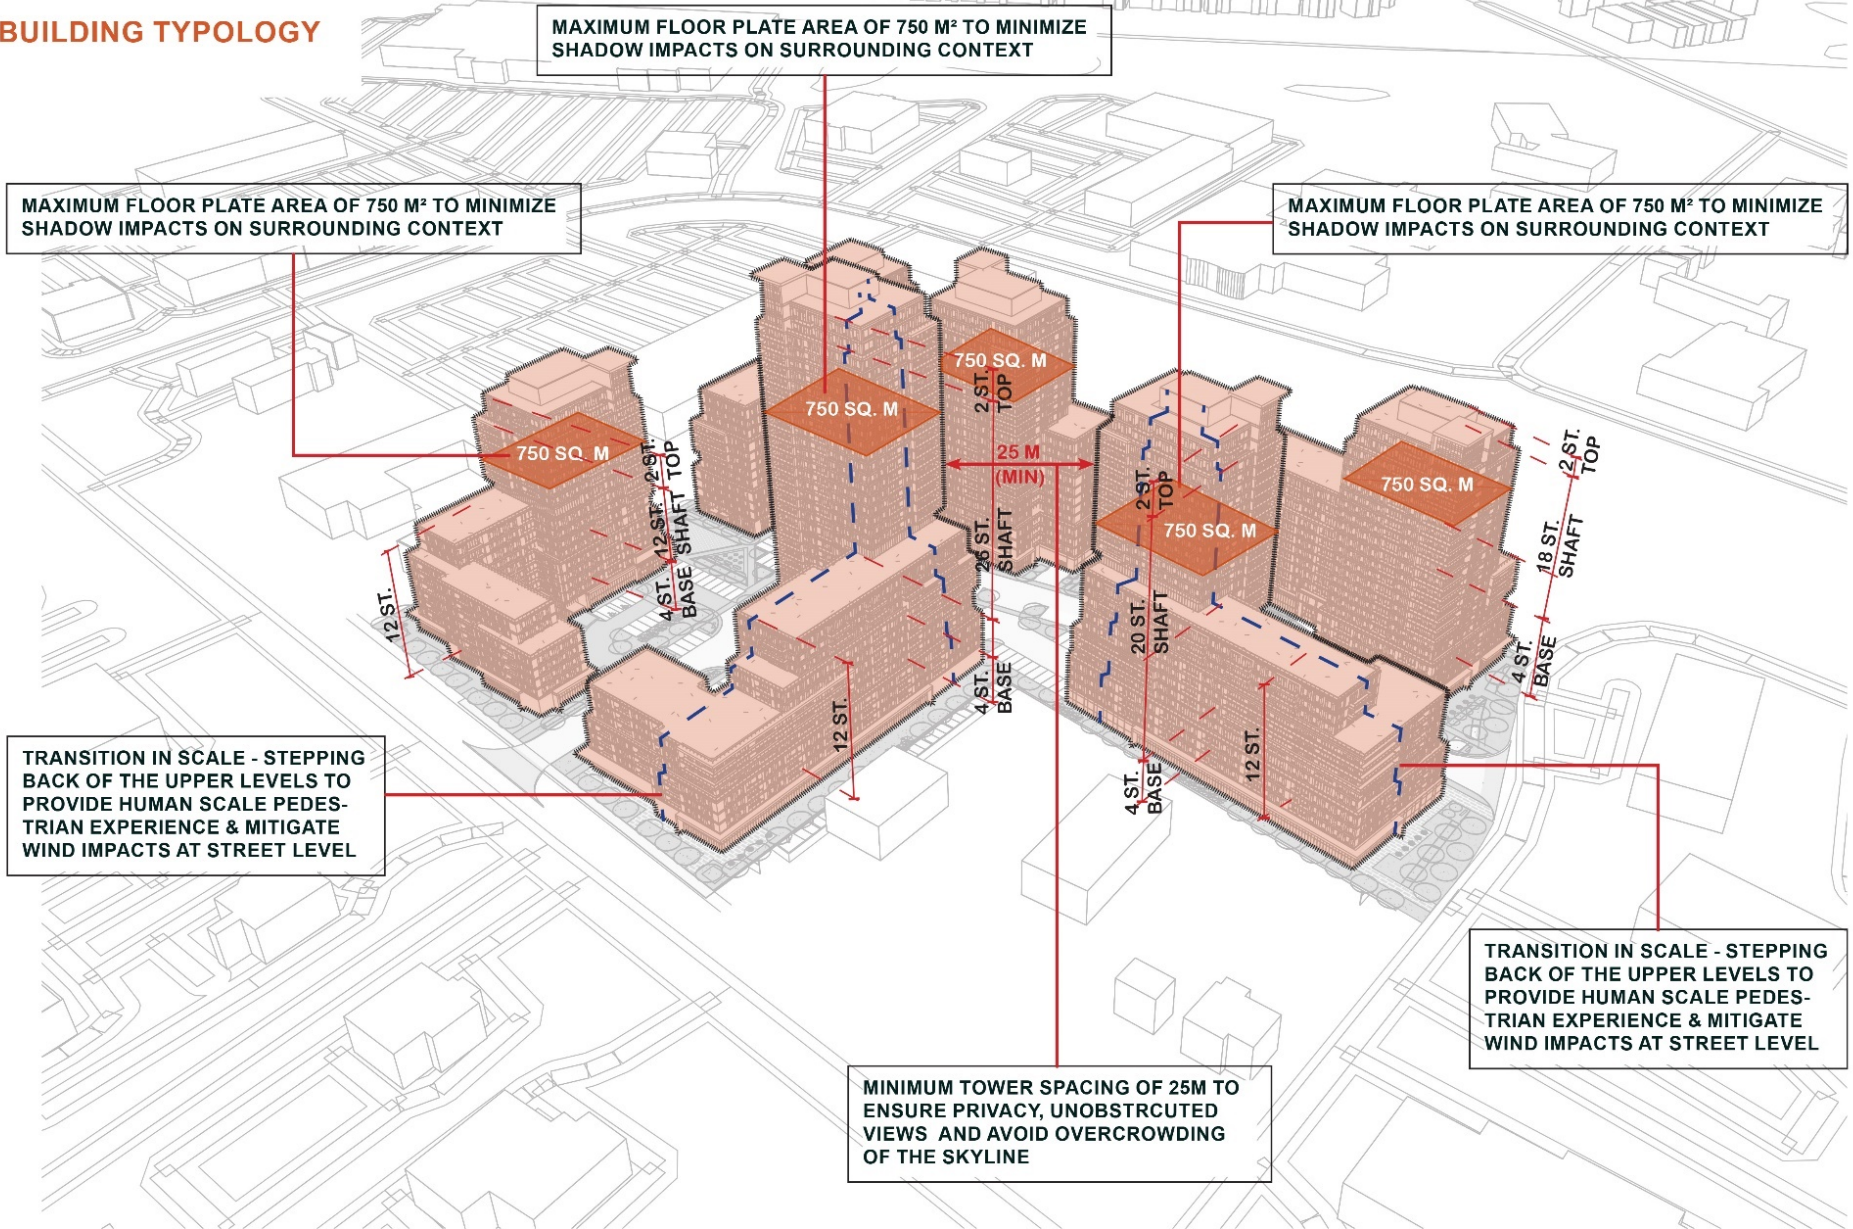 BUILDING TYPOLOGY
MAXIMUM FLOOR PLATE AREA OF 750 M² TO MINIMIZE
SHADOW IMPACTS ON SURROUNDING CONTEXT
MAXIMUM FLOOR PLATE AREA OF 750 M² TO MINIMIZE
SHADOW IMPACTS ON SURROUNDING CONTEXT
MAXIMUM FLOOR PLATE AREA OF 750 M² TO MINIMIZE
SHADOW IMPACTS ON SURROUNDING CONTEXT
750 SQ. M
750 SQ. M
750 SQ. M
750 SQ. M
750 SQ. M
2 ST.
TOP
12 ST.
SHAFT
4 ST.
BASE
12 ST.
2 ST.
TOP
26 ST.
SHAFT
4 ST.
BASE
12 ST.
25 M
(MIN)
2 ST.
TOP
20 ST.
SHAFT
4 ST.
BASE
12 ST.
2 ST.
TOP
18 ST.
SHAFT
4 ST.
BASE
TRANSITION IN SCALE - STEPPING
BACK OF THE UPPER LEVELS TO
PROVIDE HUMAN SCALE PEDES-
TRIAN EXPERIENCE & MITIGATE
WIND IMPACTS AT STREET LEVEL
TRANSITION IN SCALE - STEPPING
BACK OF THE UPPER LEVELS TO
PROVIDE HUMAN SCALE PEDES-
TRIAN EXPERIENCE & MITIGATE
WIND IMPACTS AT STREET LEVEL
MINIMUM TOWER SPACING OF 25M TO
ENSURE PRIVACY, UNOBSTRCUTED
VIEWS  AND AVOID OVERCROWDING
OF THE SKYLINE